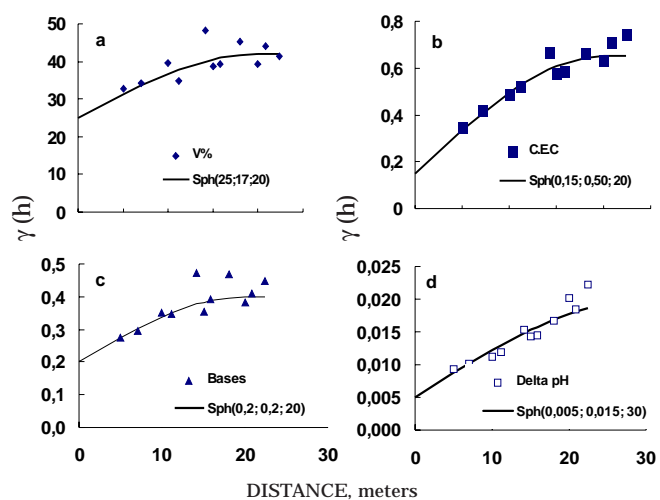 50
40
30
20
10
0
a
V%
Sph(25;17;20)
0,8
0,6
0,4
0,2
0
b
C.E.C
Sph(0,15; 0,50; 20)
γ (h)
γ (h)
0,5
0,4
0,3
0,2
0,1
0,0
c
Bases
Sph(0,2; 0,2; 20)
0 10 20 30
0,025
0,020
0,015
0,010
0,005
0,000
d
Delta pH
Sph(0,005; 0,015; 30)
0 10 20 30
DISTANCE, meters